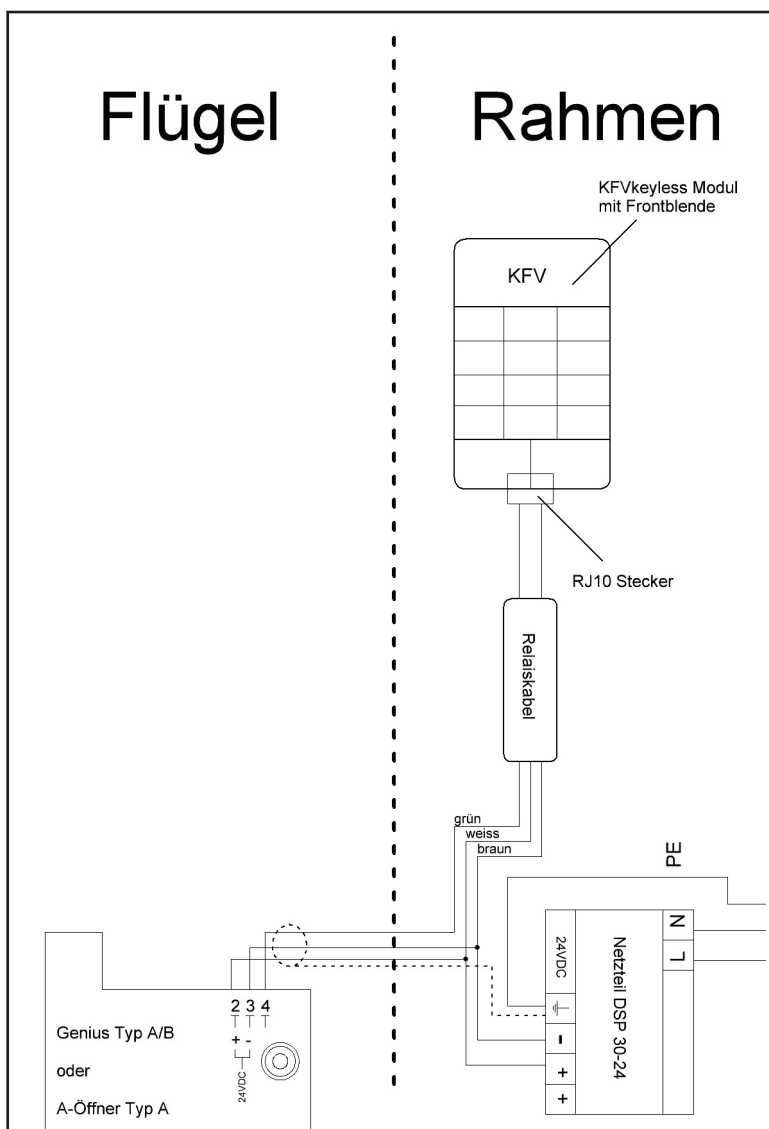 Flügel
Rahmen
KFVkeyless Modul
mit Frontblende
KFV
RJ10 Stecker
Relaiskabel
grün
weiss
braun
PE
N
L
24VDC
Netzteil DSP 30-24
-
+
+
2 3 4
+ -
24VDC
Genius Typ A/B
oder
A-Öffner Typ A